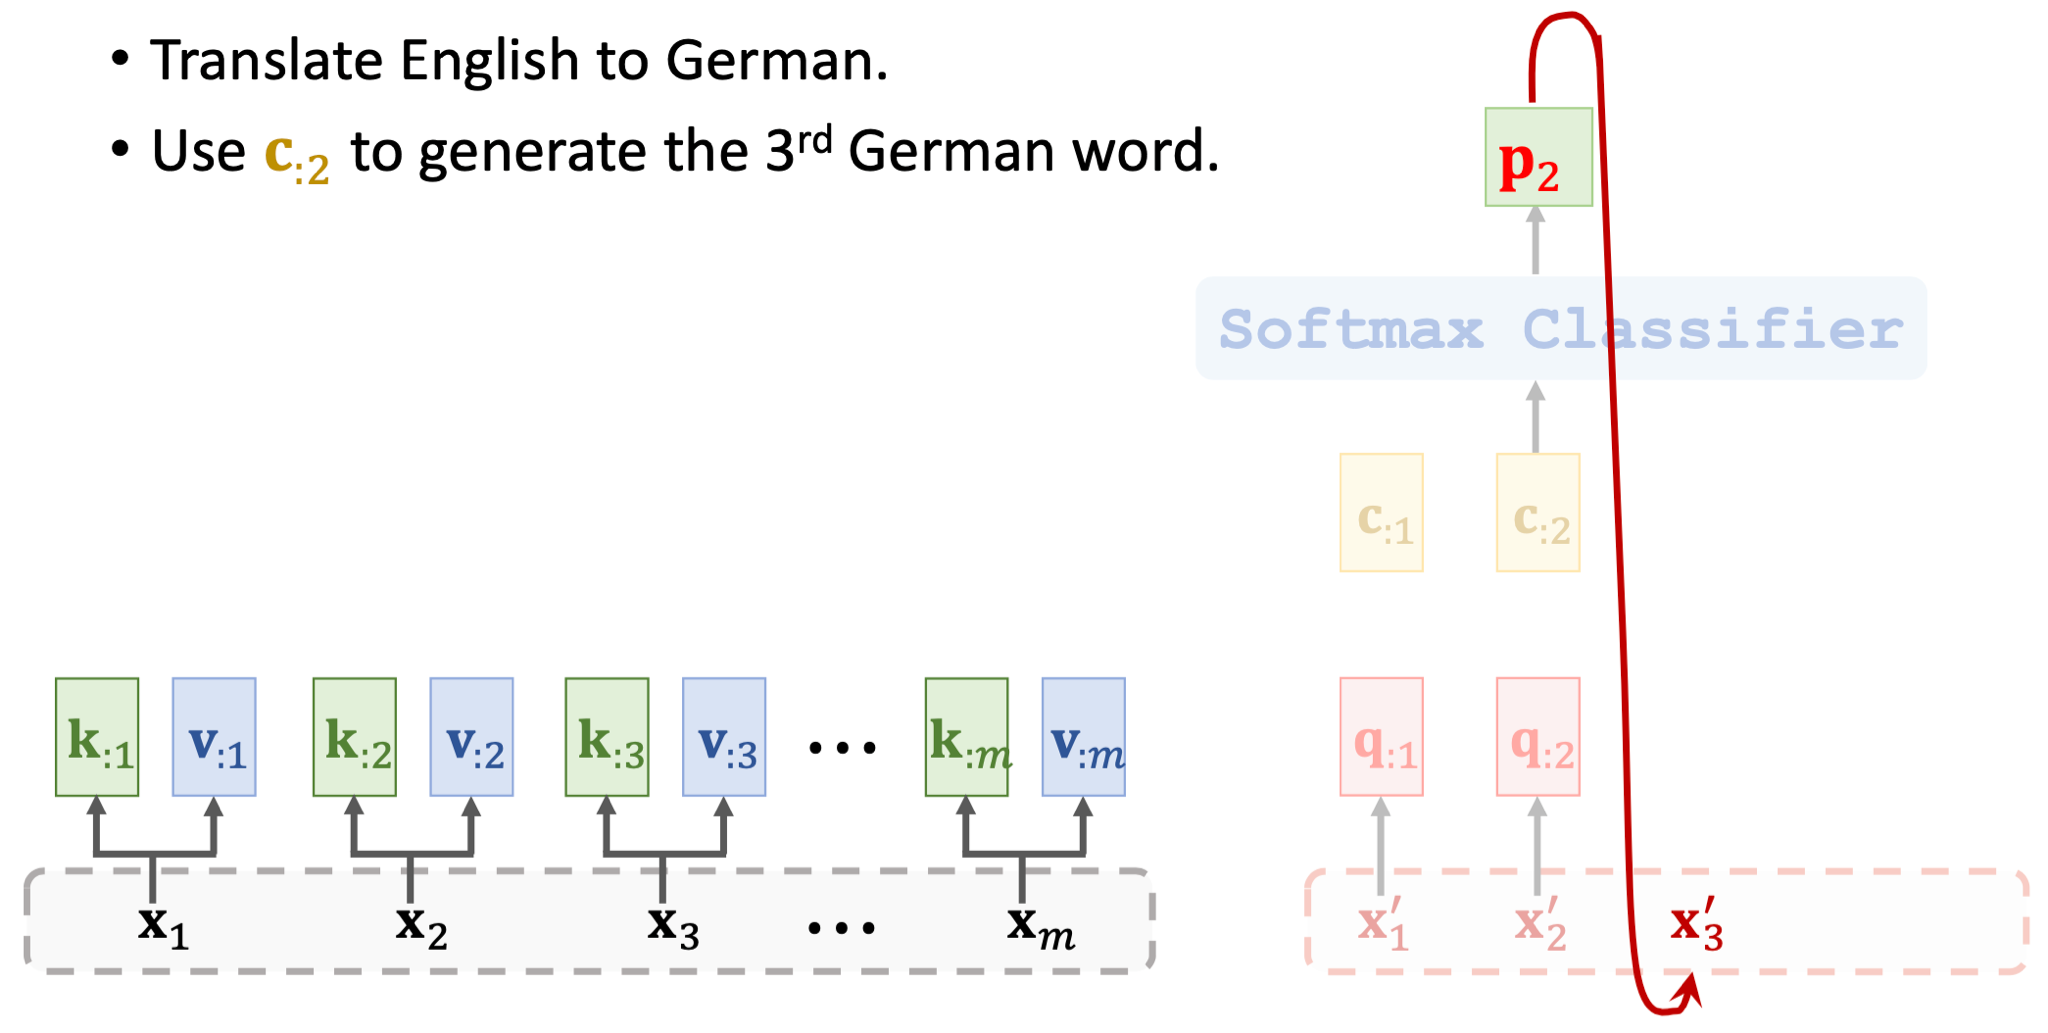 • Translate English to German.
• Use c:2 to generate the 3rd German word.
p2
Softmax Classifier
c:1 c:2
k:1 v:1 k:2 v:2 k:3 v:3 ... k:m v:m q:1 q:2
x1 x2 x3 ... xm x′1 x′2 x′3